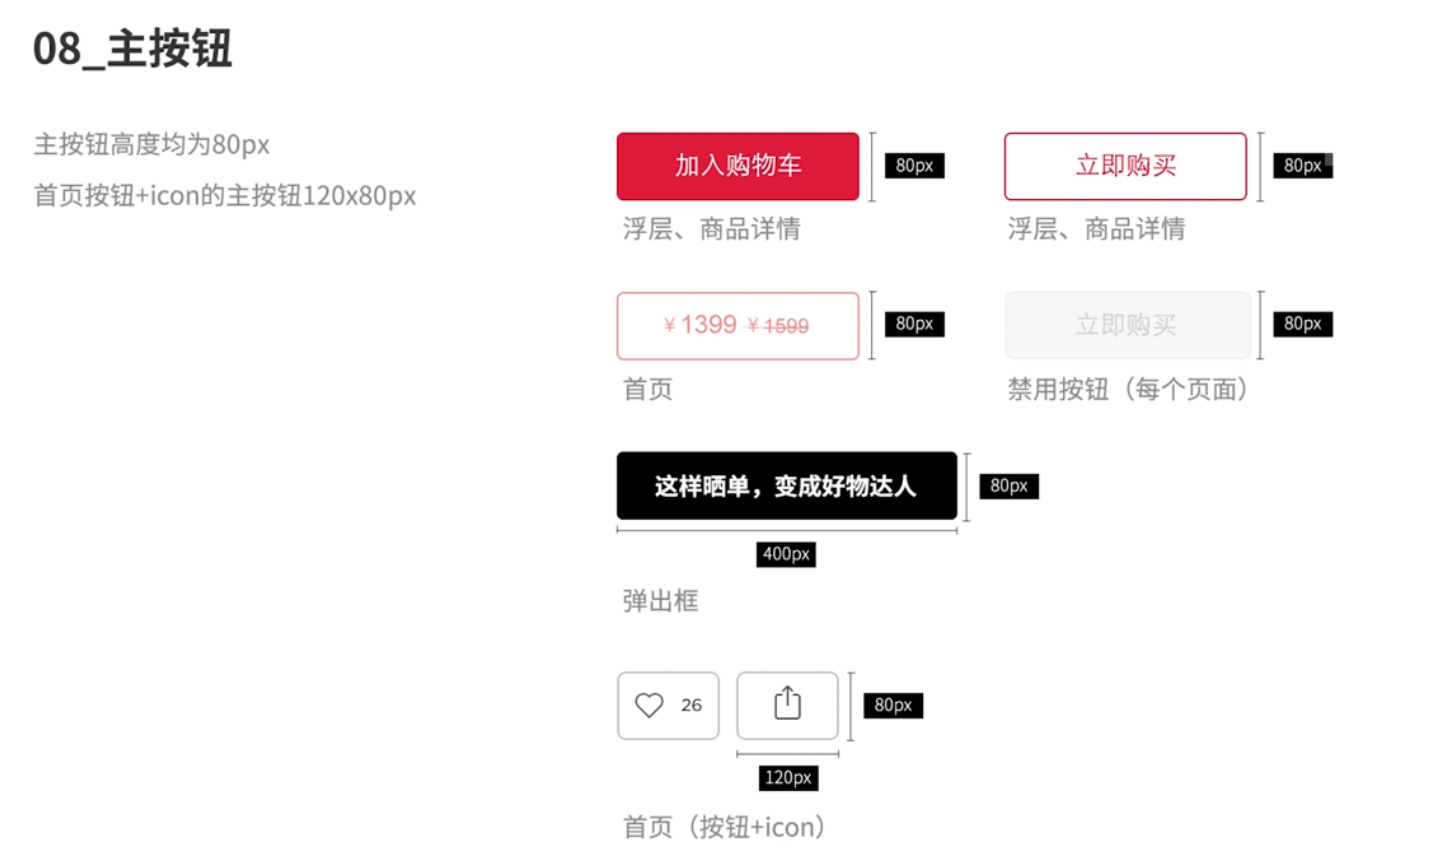 08_主按钮
主按钮高度均为80px
首页按钮+icon的主按钮120x80px
加入购物车
80px
立即购买
80px
浮层、商品详情
浮层、商品详情
¥1399 ¥1599
80px
立即购买
80px
首页
禁用按钮（每个页面）
这样晒单，变成好物达人
80px
400px
弹出框
26
80px
120px
首页（按钮+icon）